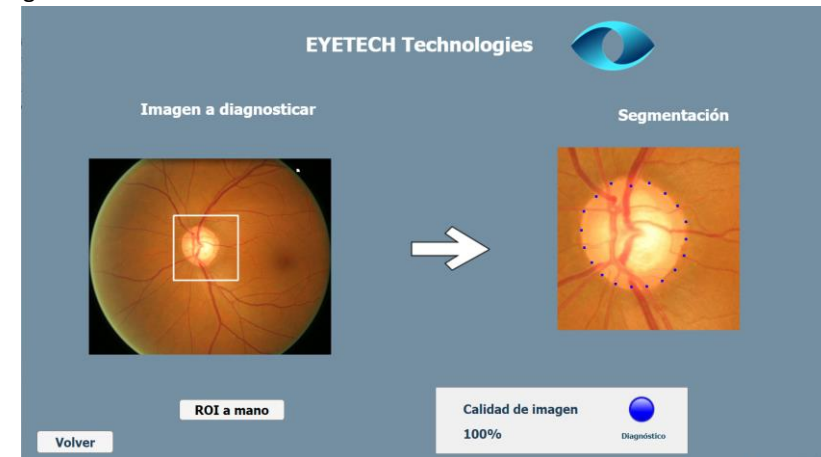 EYETECH Technologies
Imagen a diagnosticar
Segmentación
ROI a mano
Calidad de imagen
100%
Diagnóstico
Volver